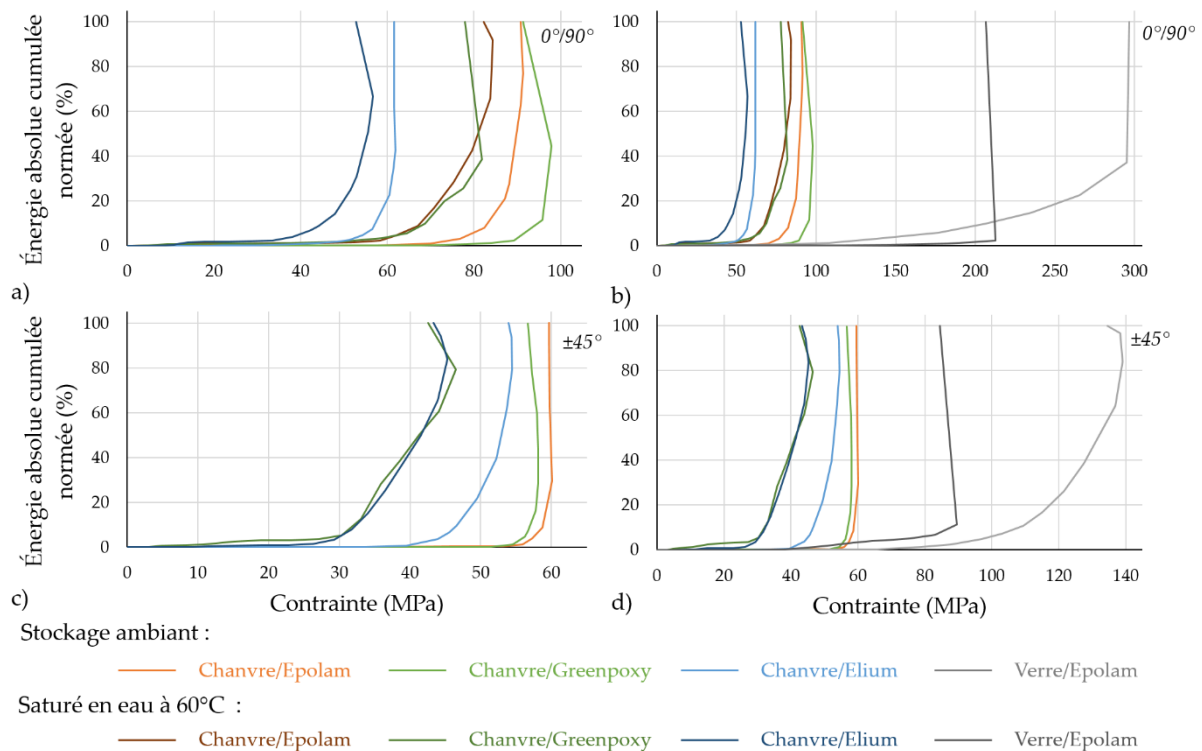 Énergie absolue cumulée
normée (%)
100
80
60
40
20
0
0 20 40 60 80 100
0°/90°
a)
100
80
60
40
20
0
0 50 100 150 200 250 300
0°/90°
b)
Énergie absolue cumulée
normée (%)
100
80
60
40
20
0
0 10 20 30 40 50 60
±45°
c)
Contrainte (MPa)
100
80
60
40
20
0
0 20 40 60 80 100 120 140
±45°
d)
Contrainte (MPa)
Stockage ambiant :
Chanvre/Epolam Chanvre/Greenpoxy Chanvre/Elium Verre/Epolam
Saturé en eau à 60°C :
Chanvre/Epolam Chanvre/Greenpoxy Chanvre/Elium Verre/Epolam